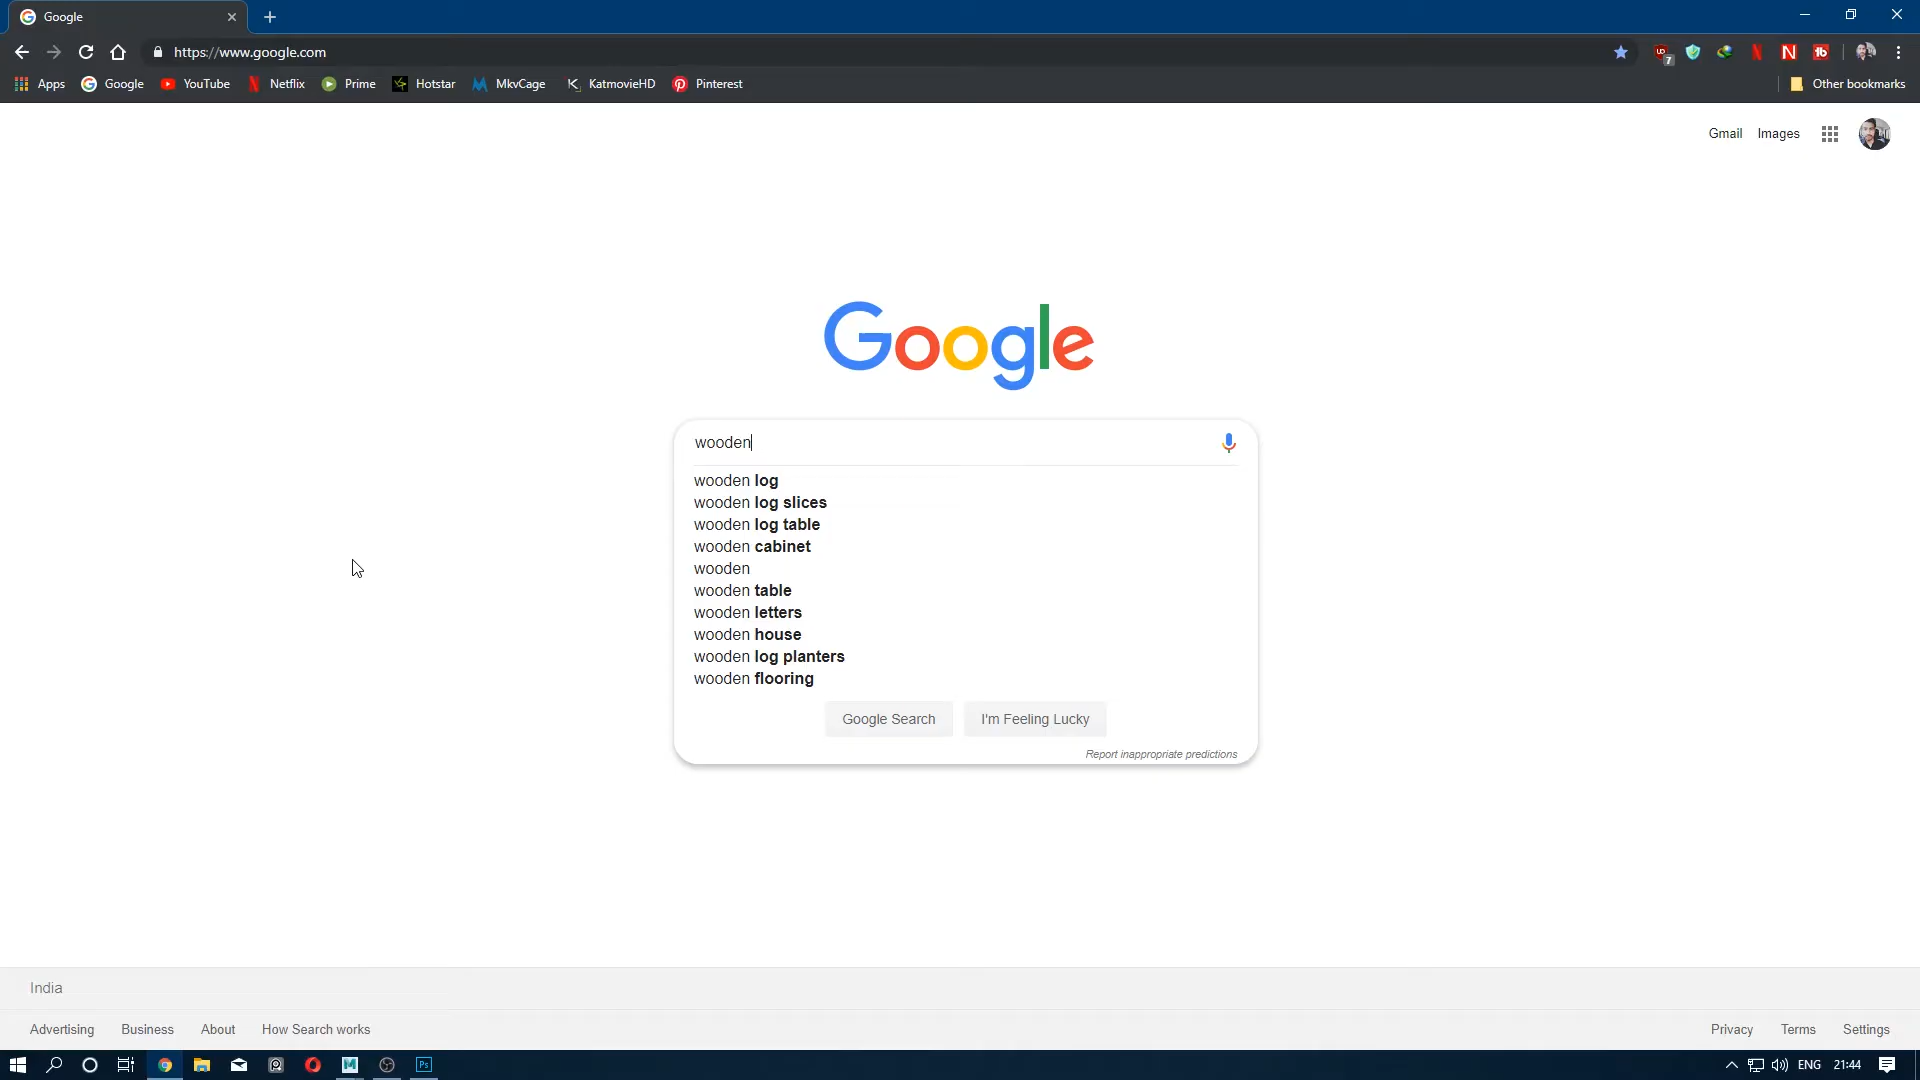 Google
https://www.google.com
7
Apps Google YouTube Netflix Prime Hotstar MkvCage KatmovieHD Pinterest Other bookmarks
Gmail Images
Google
wooden
wooden log
wooden log slices
wooden log table
wooden cabinet
wooden
wooden table
wooden letters
wooden house
wooden log planters
wooden flooring
Google Search I'm Feeling Lucky
Report inappropriate predictions
India
Advertising Business About How Search works Privacy Terms Settings
Ps ENG 21:44